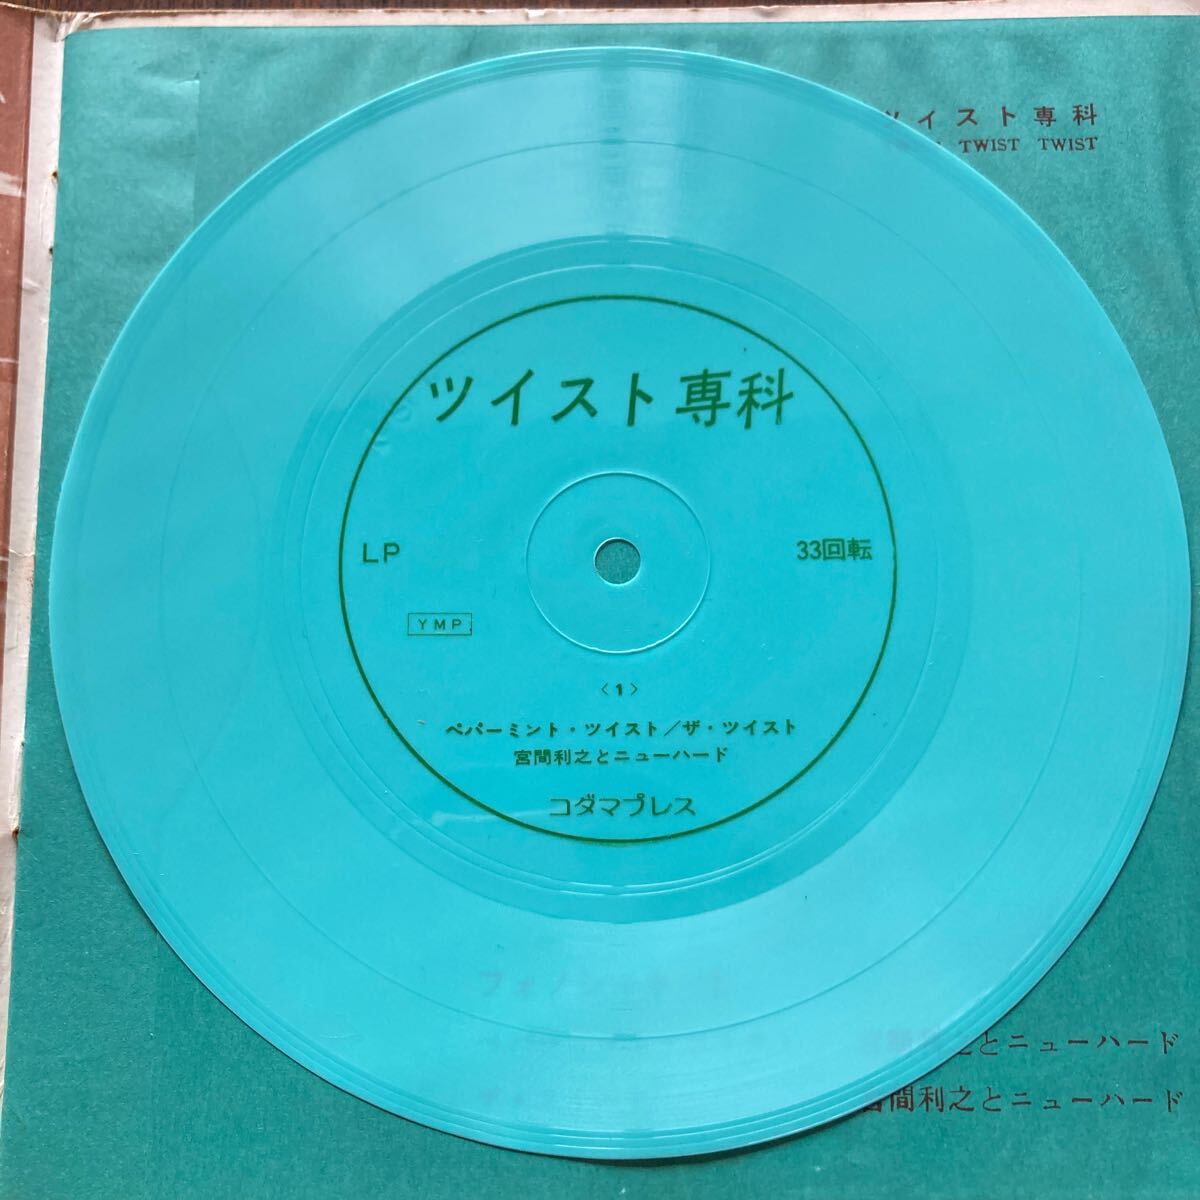 イスト専科
TWIST TWIST
ツイスト専科
LP
33回転
YMP
〈1〉
ペパーミント・ツイスト／ザ・ツイスト
宮間利之とニューハード
コダマプレス
とニューハード
宮間利之とニューハード